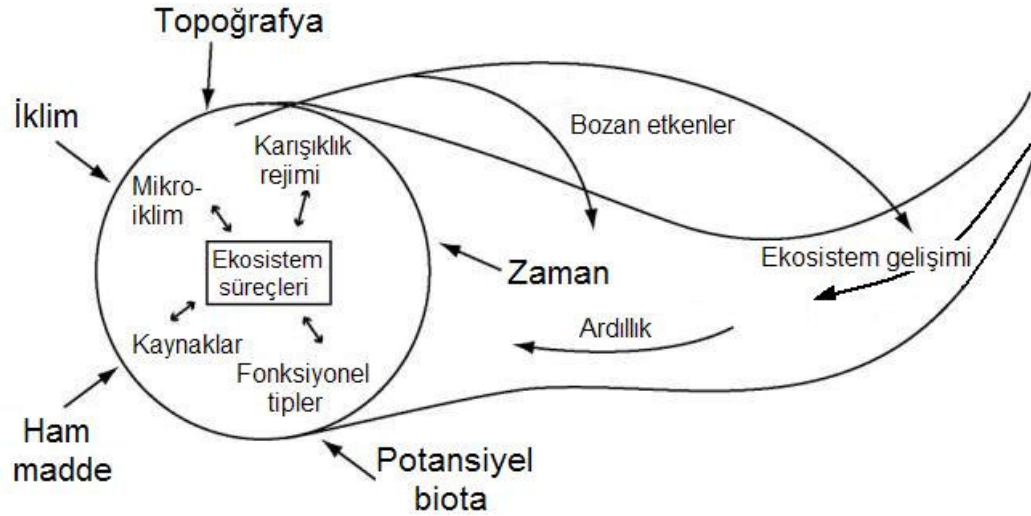 Topoğrafya
İklim
Bozan etkenler
Karışıklık
rejimi
Mikro-
iklim
Ekosistem
süreçleri
Zaman
Ekosistem gelişimi
Ardıllık
Kaynaklar
Fonksiyonel
tipler
Ham
madde
Potansiyel
biota